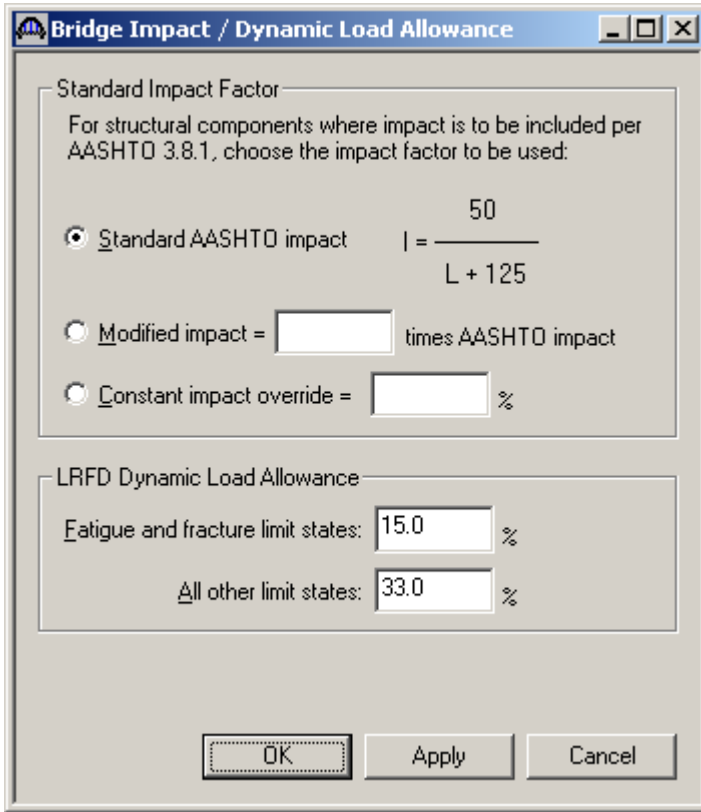 Bridge Impact / Dynamic Load Allowance
Standard Impact Factor
For structural components where impact is to be included per
AASHTO 3.8.1, choose the impact factor to be used:
50
Standard AASHTO impact I =
L + 125
Modified impact = times AASHTO impact
Constant impact override = %
LRFD Dynamic Load Allowance
Fatigue and fracture limit states: 15.0 %
All other limit states: 33.0 %
OK Apply Cancel